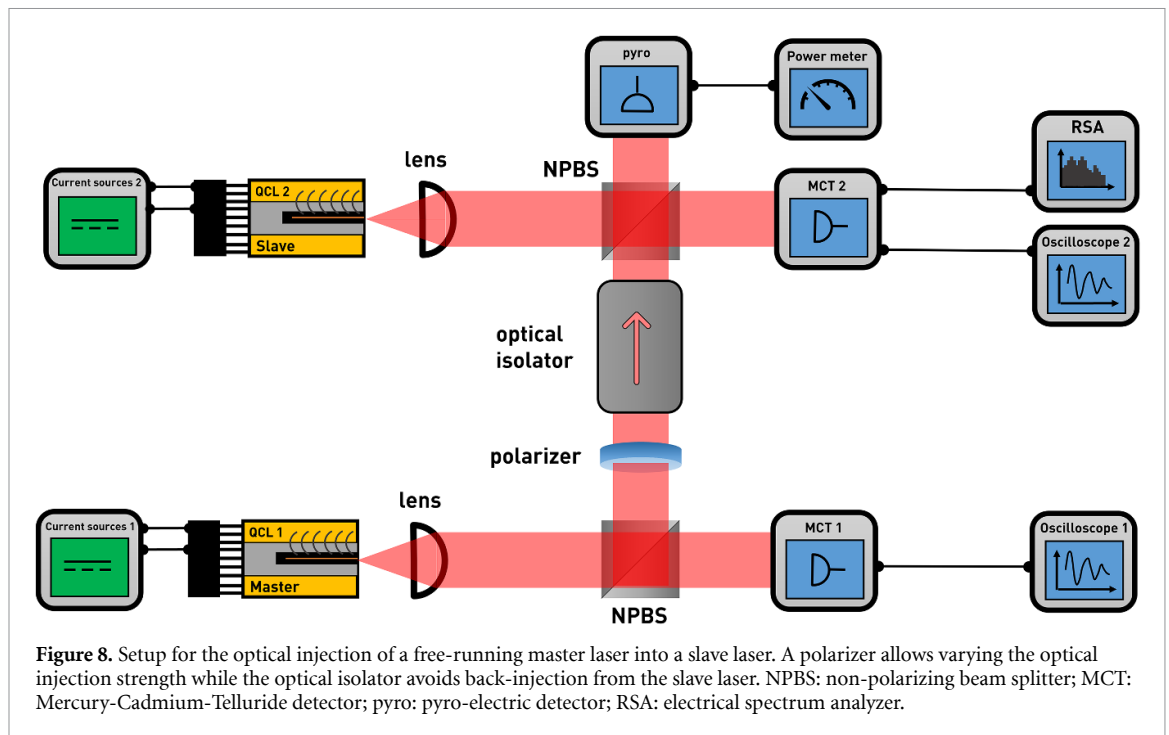 pyro
Power meter
RSA
lens
NPBS
Current sources 2
QCL 2
MCT 2
Slave
Oscilloscope 2
optical
isolator
polarizer
lens
Current sources 1
QCL 1
MCT 1
Oscilloscope 1
Master
NPBS
Figure 8. Setup for the optical injection of a free-running master laser into a slave laser. A polarizer allows varying the optical
injection strength while the optical isolator avoids back-injection from the slave laser. NPBS: non-polarizing beam splitter; MCT:
Mercury-Cadmium-Telluride detector; pyro: pyro-electric detector; RSA: electrical spectrum analyzer.